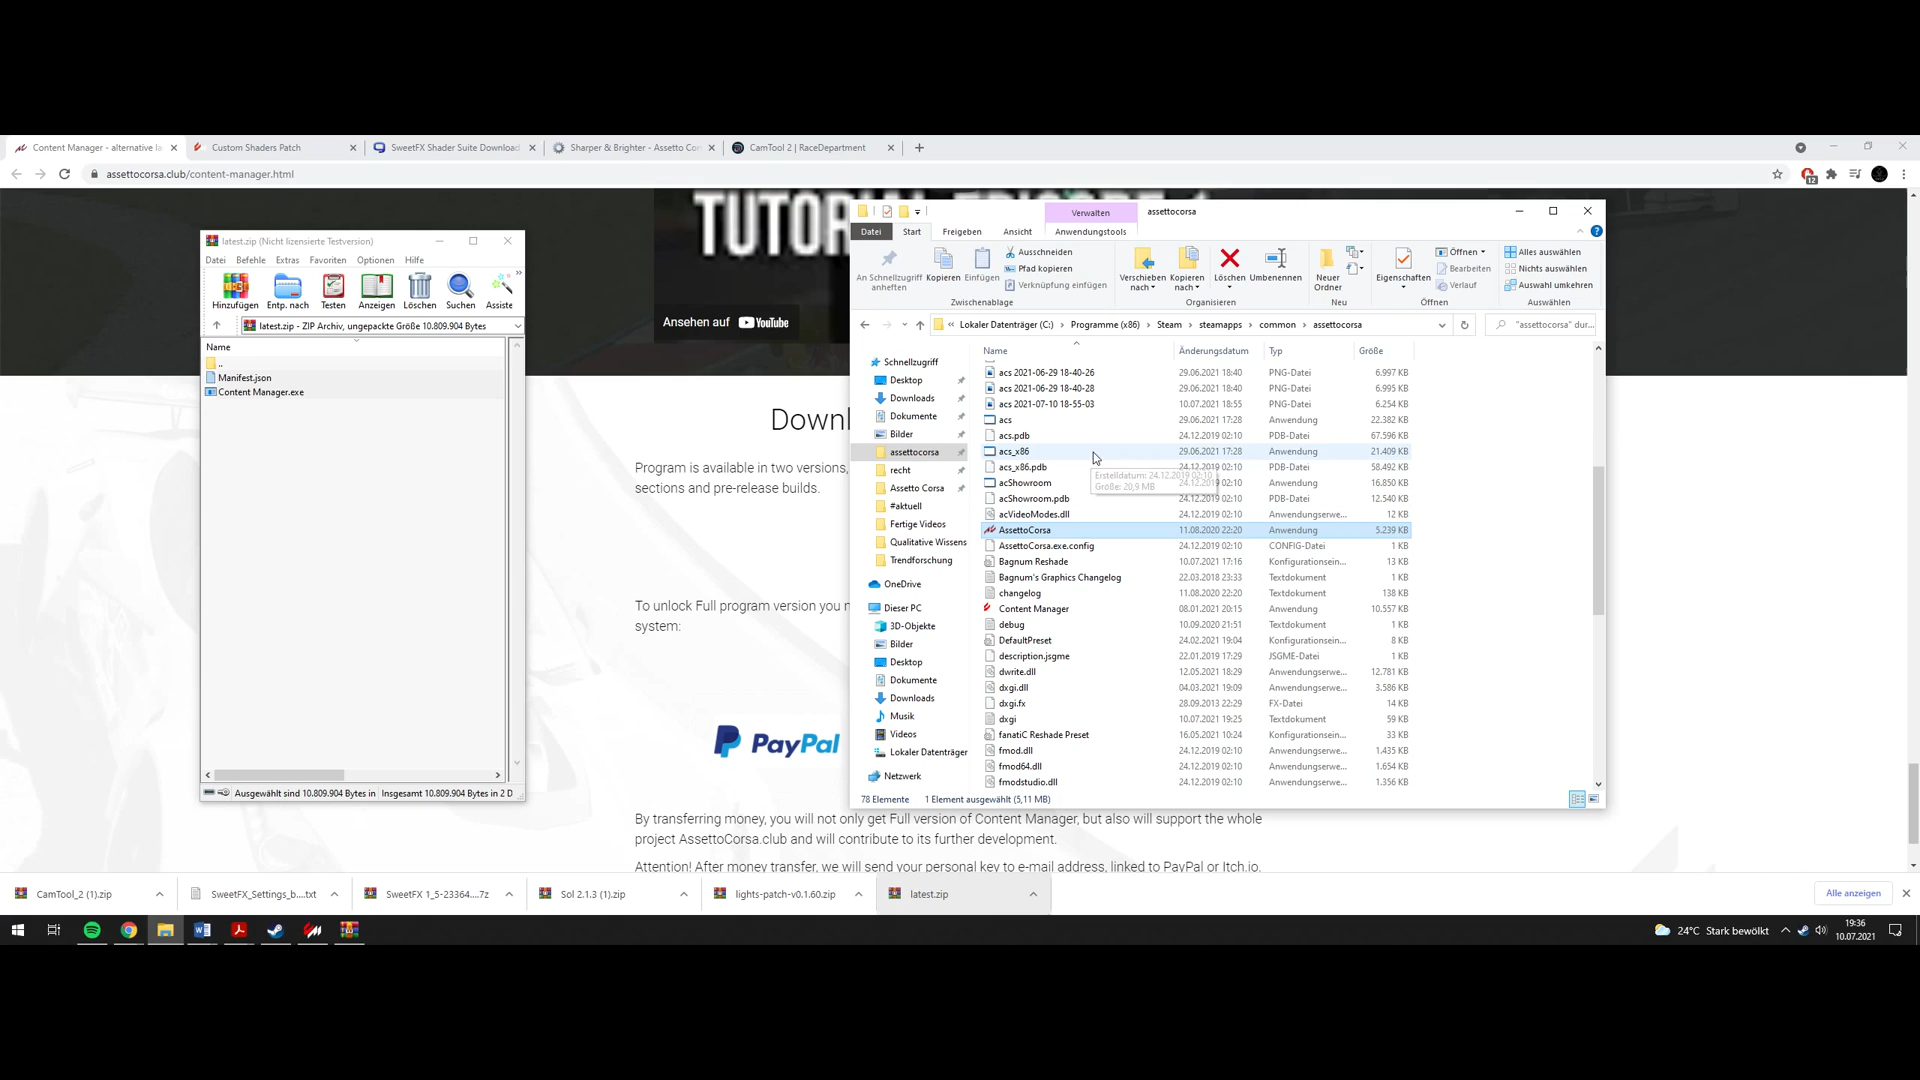 Content Manager - alternative la
Custom Shaders Patch
SweetFX Shader Suite Download
Sharper & Brighter - Assetto Cor
CamTool 2 | RaceDepartment
assettocorsa.club/content-manager.html
12
TUTORIAL EPISODE 1
Ansehen auf YouTube
latest.zip (Nicht lizensierte Testversion)
Datei Befehle Extras Favoriten Optionen Hilfe
Hinzufügen Entp. nach Testen Anzeigen Löschen Suchen Assiste
latest.zip - ZIP Archiv, ungepackte Größe 10.809.904 Bytes
Name
..
Manifest.json
Content Manager.exe
Ausgewählt sind 10.809.904 Bytes in
Insgesamt 10.809.904 Bytes in 2 D
Downl
Program is available in two versions,
sections and pre-release builds.
To unlock Full program version you n
system:
PayPal
By transferring money, you will not only get Full version of Content Manager, but also will support the whole
project AssettoCorsa.club and will contribute to its further development.
Attention! After money transfer, we will send your personal key to e-mail address, linked to PayPal or Itch.io.
Verwalten
assettocorsa
Datei Start Freigeben Ansicht Anwendungstools
An Schnellzugriff anheften
Kopieren
Einfügen
Ausschneiden
Pfad kopieren
Verknüpfung einfügen
Zwischenablage
Verschieben nach
Kopieren nach
Löschen
Umbenennen
Organisieren
Neuer Ordner
Neu
Eigenschaften
Öffnen
Bearbeiten
Verlauf
Öffnen
Alles auswählen
Nichts auswählen
Auswahl umkehren
Auswählen
« Lokaler Datenträger (C:) › Programme (x86) › Steam › steamapps › common › assettocorsa
"assettocorsa" dur...
Schnellzugriff
Desktop
Downloads
Dokumente
Bilder
assettocorsa
recht
Assetto Corsa
#aktuell
Fertige Videos
Qualitative Wissens
Trendforschung
OneDrive
Dieser PC
3D-Objekte
Bilder
Desktop
Dokumente
Downloads
Musik
Videos
Lokaler Datenträger
Netzwerk
Name Änderungsdatum Typ Größe
acs 2021-06-29 18-40-26 29.06.2021 18:40 PNG-Datei 6.997 KB
acs 2021-06-29 18-40-28 29.06.2021 18:40 PNG-Datei 6.995 KB
acs 2021-07-10 18-55-03 10.07.2021 18:55 PNG-Datei 6.254 KB
acs 29.06.2021 17:28 Anwendung 22.382 KB
acs.pdb 24.12.2019 02:10 PDB-Datei 67.596 KB
acs_x86 29.06.2021 17:28 Anwendung 21.409 KB
acs_x86.pdb 24.12.2019 02:10 PDB-Datei 58.492 KB
acShowroom 24.12.2019 02:10 Anwendung 16.850 KB
acShowroom.pdb 24.12.2019 02:10 PDB-Datei 12.540 KB
acVideoModes.dll 24.12.2019 02:10 Anwendungserwe... 12 KB
AssettoCorsa 11.08.2020 22:20 Anwendung 5.239 KB
AssettoCorsa.exe.config 24.12.2019 02:10 CONFIG-Datei 1 KB
Bagnum Reshade 10.07.2021 17:16 Konfigurationsein... 13 KB
Bagnum's Graphics Changelog 22.03.2018 23:33 Textdokument 1 KB
changelog 11.08.2020 22:20 Textdokument 138 KB
Content Manager 08.01.2021 20:15 Anwendung 10.557 KB
debug 10.09.2020 21:51 Textdokument 1 KB
DefaultPreset 24.02.2021 19:04 Konfigurationsein... 8 KB
description.jsgme 22.01.2019 17:29 JSGME-Datei 1 KB
dwrite.dll 12.05.2021 18:29 Anwendungserwe... 12.781 KB
dxgi.dll 04.03.2021 19:09 Anwendungserwe... 3.586 KB
dxgi.fx 28.09.2013 22:29 FX-Datei 14 KB
dxgi 10.07.2021 19:25 Textdokument 59 KB
fanatiC Reshade Preset 16.05.2021 10:24 Konfigurationsein... 33 KB
fmod.dll 24.12.2019 02:10 Anwendungserwe... 1.435 KB
fmod64.dll 24.12.2019 02:10 Anwendungserwe... 1.654 KB
fmodstudio.dll 24.12.2019 02:10 Anwendungserwe... 1.356 KB
Erstelldatum: 24.12.2019 02:10
Größe: 20,9 MB
78 Elemente 1 Element ausgewählt (5,11 MB)
CamTool_2 (1).zip
SweetFX_Settings_b....txt
SweetFX 1_5-23364....7z
Sol 2.1.3 (1).zip
lights-patch-v0.1.60.zip
latest.zip
Alle anzeigen
24°C Stark bewölkt
19:36
10.07.2021